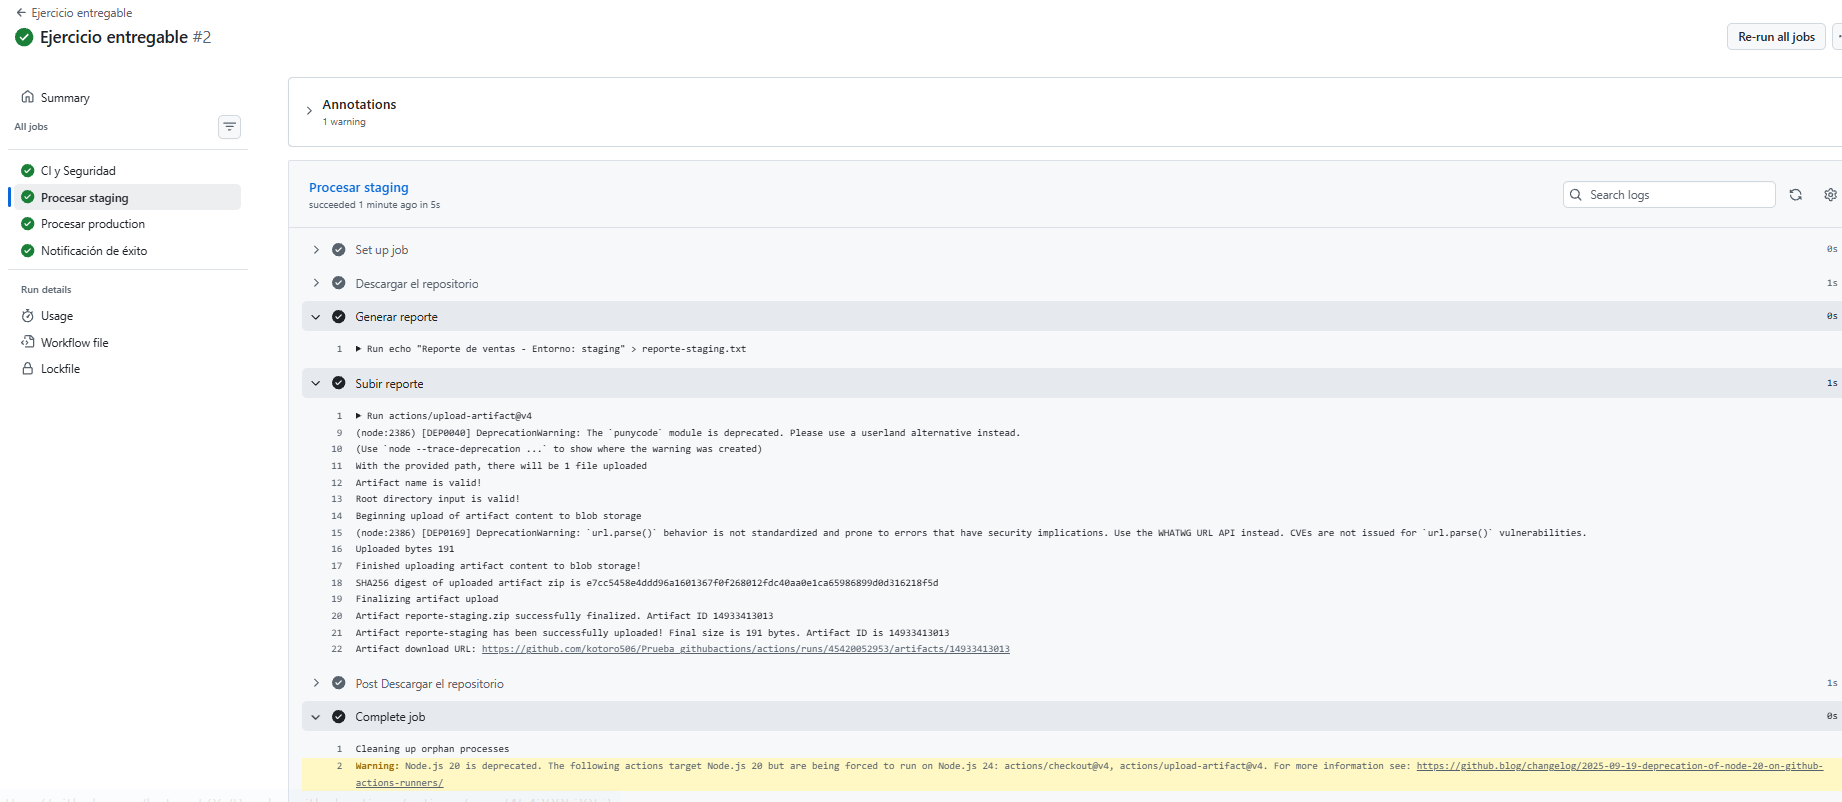 Ejercicio entregable
Ejercicio entregable #2
Re-run all jobs
Summary
All jobs
CI y Seguridad
Procesar staging
Procesar production
Notificación de éxito
Run details
Usage
Workflow file
Lockfile
Annotations
1 warning
Procesar staging
succeeded 1 minute ago in 5s
Search logs
Set up job 0s
Descargar el repositorio 1s
Generar reporte 0s
1 Run echo "Reporte de ventas - Entorno: staging" > reporte-staging.txt
Subir reporte 1s
1 Run actions/upload-artifact@v4
9 (node:2386) [DEP0040] DeprecationWarning: The `punycode` module is deprecated. Please use a userland alternative instead.
10 (Use `node --trace-deprecation ...` to show where the warning was created)
11 With the provided path, there will be 1 file uploaded
12 Artifact name is valid!
13 Root directory input is valid!
14 Beginning upload of artifact content to blob storage
15 (node:2386) [DEP0169] DeprecationWarning: `url.parse()` behavior is not standardized and prone to errors that have security implications. Use the WHATWG URL API instead. CVEs are not issued for `url.parse()` vulnerabilities.
16 Uploaded bytes 191
17 Finished uploading artifact content to blob storage!
18 SHA256 digest of uploaded artifact zip is e7cc5458e4ddd96a1601367f0f268012fdc40aa0e1ca65986899d0d316218f5d
19 Finalizing artifact upload
20 Artifact reporte-staging.zip successfully finalized. Artifact ID 14933413013
21 Artifact reporte-staging has been successfully uploaded! Final size is 191 bytes. Artifact ID is 14933413013
22 Artifact download URL: https://github.com/kotoro506/Prueba_githubactions/actions/runs/45420052953/artifacts/14933413013
Post Descargar el repositorio 1s
Complete job 0s
1 Cleaning up orphan processes
2 Warning: Node.js 20 is deprecated. The following actions target Node.js 20 but are being forced to run on Node.js 24: actions/checkout@v4, actions/upload-artifact@v4. For more information see: https://github.blog/changelog/2025-09-19-deprecation-of-node-20-on-github-
actions-runners/